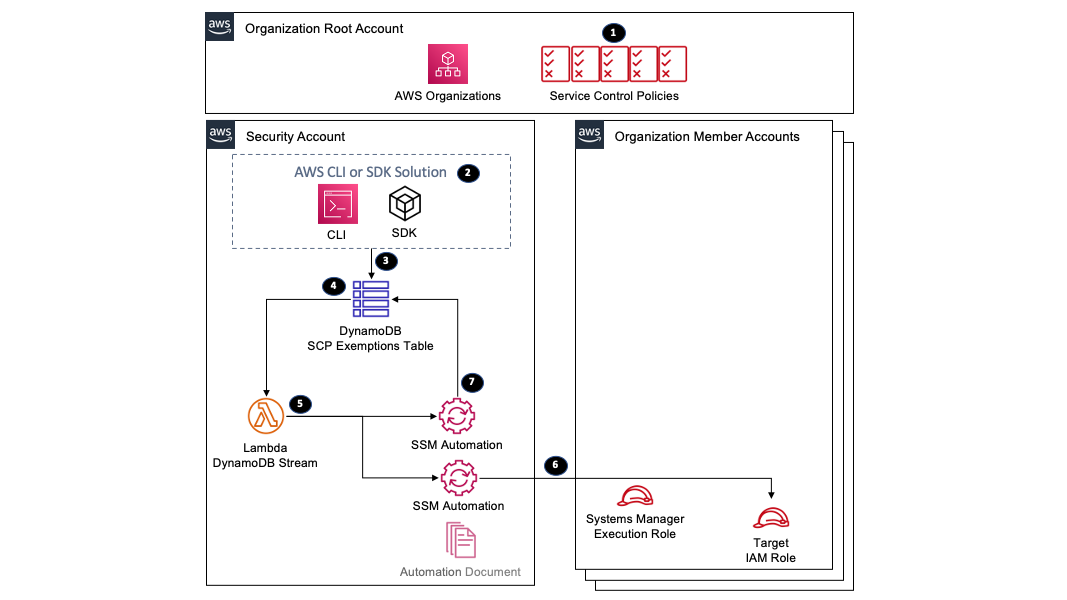 aws
Organization Root Account
1
AWS Organizations
Service Control Policies
aws
Security Account
aws
Organization Member Accounts
AWS CLI or SDK Solution
2
CLI
SDK
3
4
DynamoDB
SCP Exemptions Table
7
5
Lambda
DynamoDB Stream
SSM Automation
6
SSM Automation
Systems Manager
Execution Role
Target
IAM Role
Automation Document